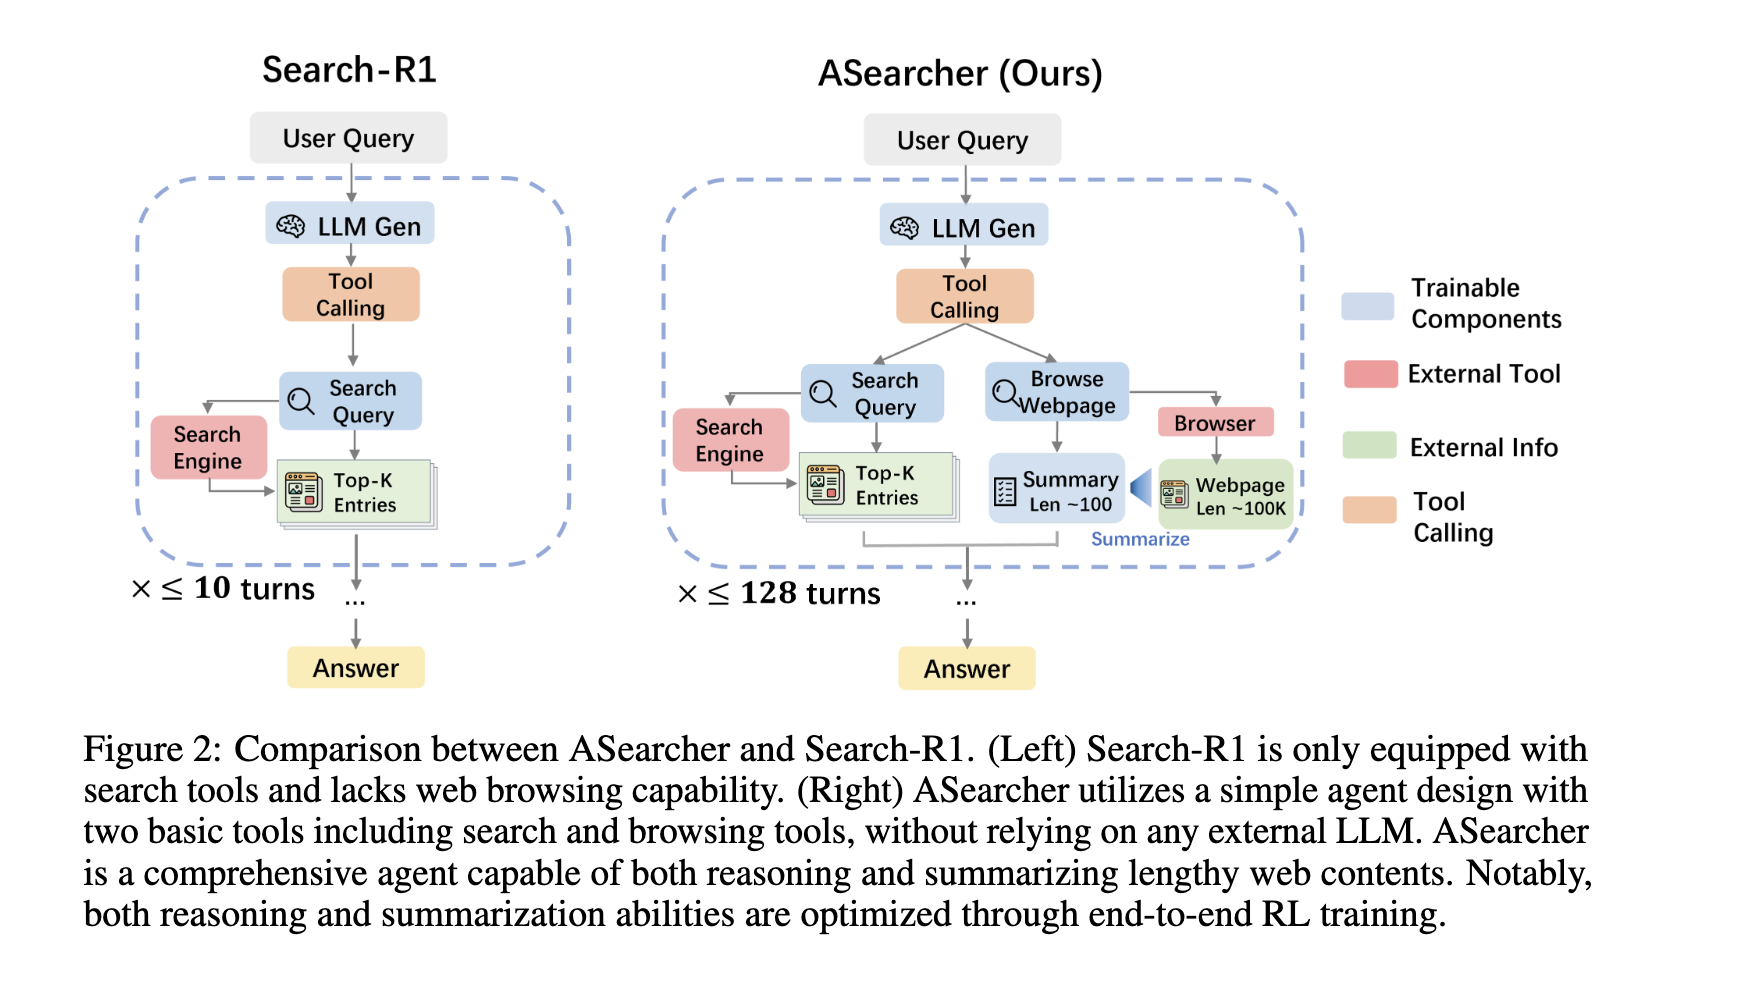 Search-R1
User Query
LLM Gen
Tool
Calling
Search
Query
Search
Engine
Top-K
Entries
× ≤ 10 turns
...
Answer
ASearcher (Ours)
User Query
LLM Gen
Tool
Calling
Search
Query
Browse
Webpage
Search
Engine
Browser
Top-K
Entries
Summary
Len ~100
Webpage
Len ~100K
Summarize
× ≤ 128 turns
...
Answer
Trainable
Components
External Tool
External Info
Tool
Calling
Figure 2: Comparison between ASearcher and Search-R1. (Left) Search-R1 is only equipped with
search tools and lacks web browsing capability. (Right) ASearcher utilizes a simple agent design with
two basic tools including search and browsing tools, without relying on any external LLM. ASearcher
is a comprehensive agent capable of both reasoning and summarizing lengthy web contents. Notably,
both reasoning and summarization abilities are optimized through end-to-end RL training.